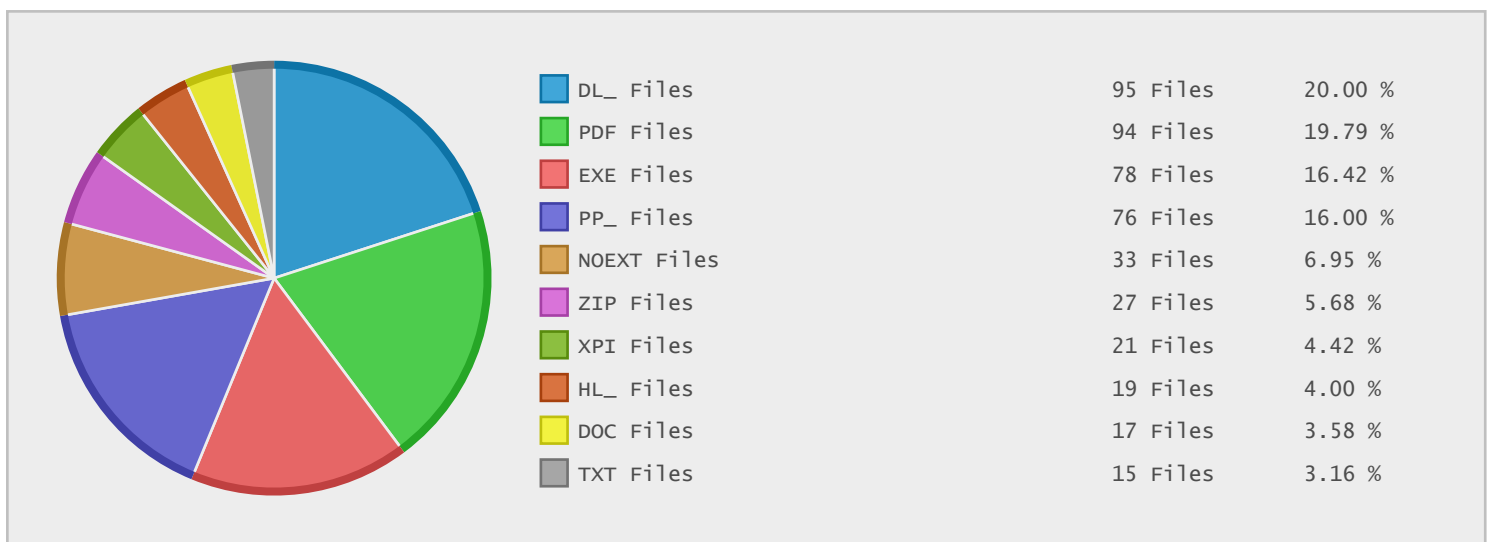 DL_ Files 95 Files 20.00 %
PDF Files 94 Files 19.79 %
EXE Files 78 Files 16.42 %
PP_ Files 76 Files 16.00 %
NOEXT Files 33 Files 6.95 %
ZIP Files 27 Files 5.68 %
XPI Files 21 Files 4.42 %
HL_ Files 19 Files 4.00 %
DOC Files 17 Files 3.58 %
TXT Files 15 Files 3.16 %